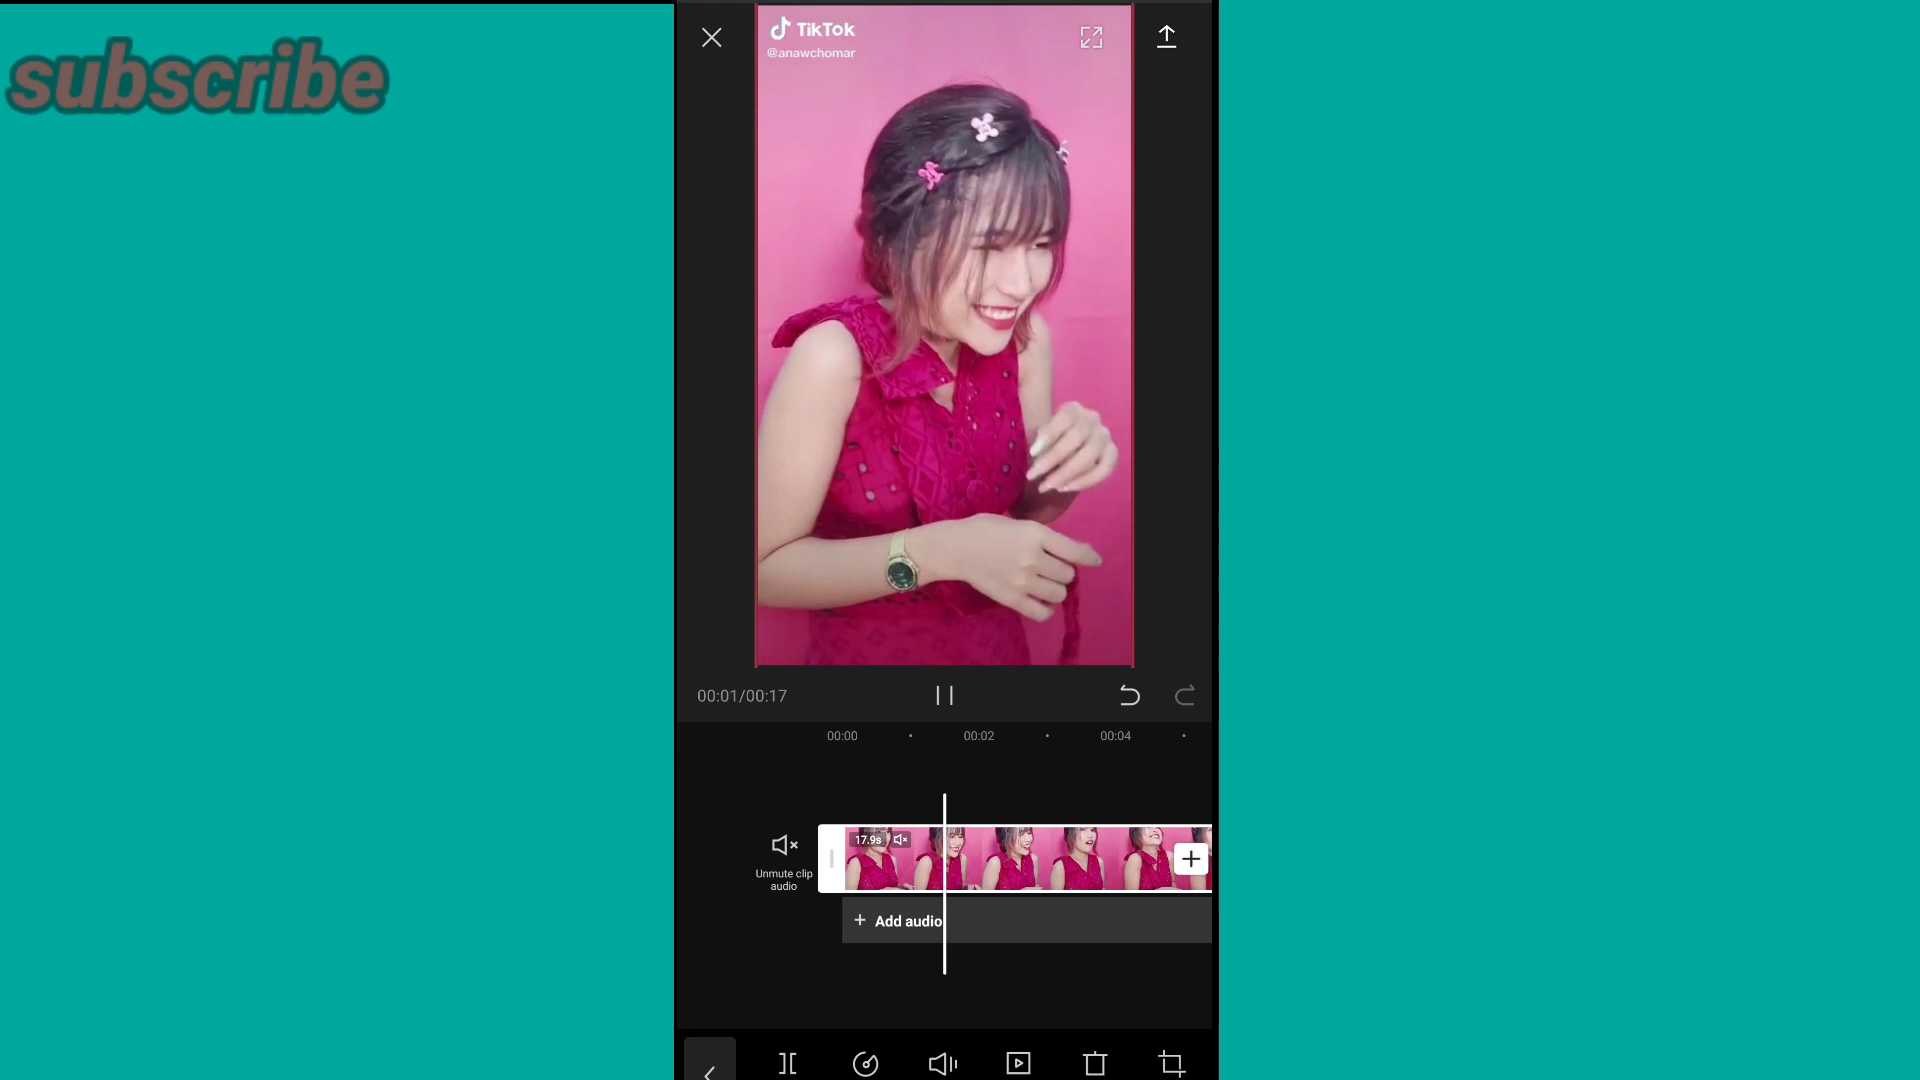 subscribe
TikTok
@anawchomar
00:01/00:17
00:00
00:02
00:04
17.9s
Unmute clip
audio
Add audio